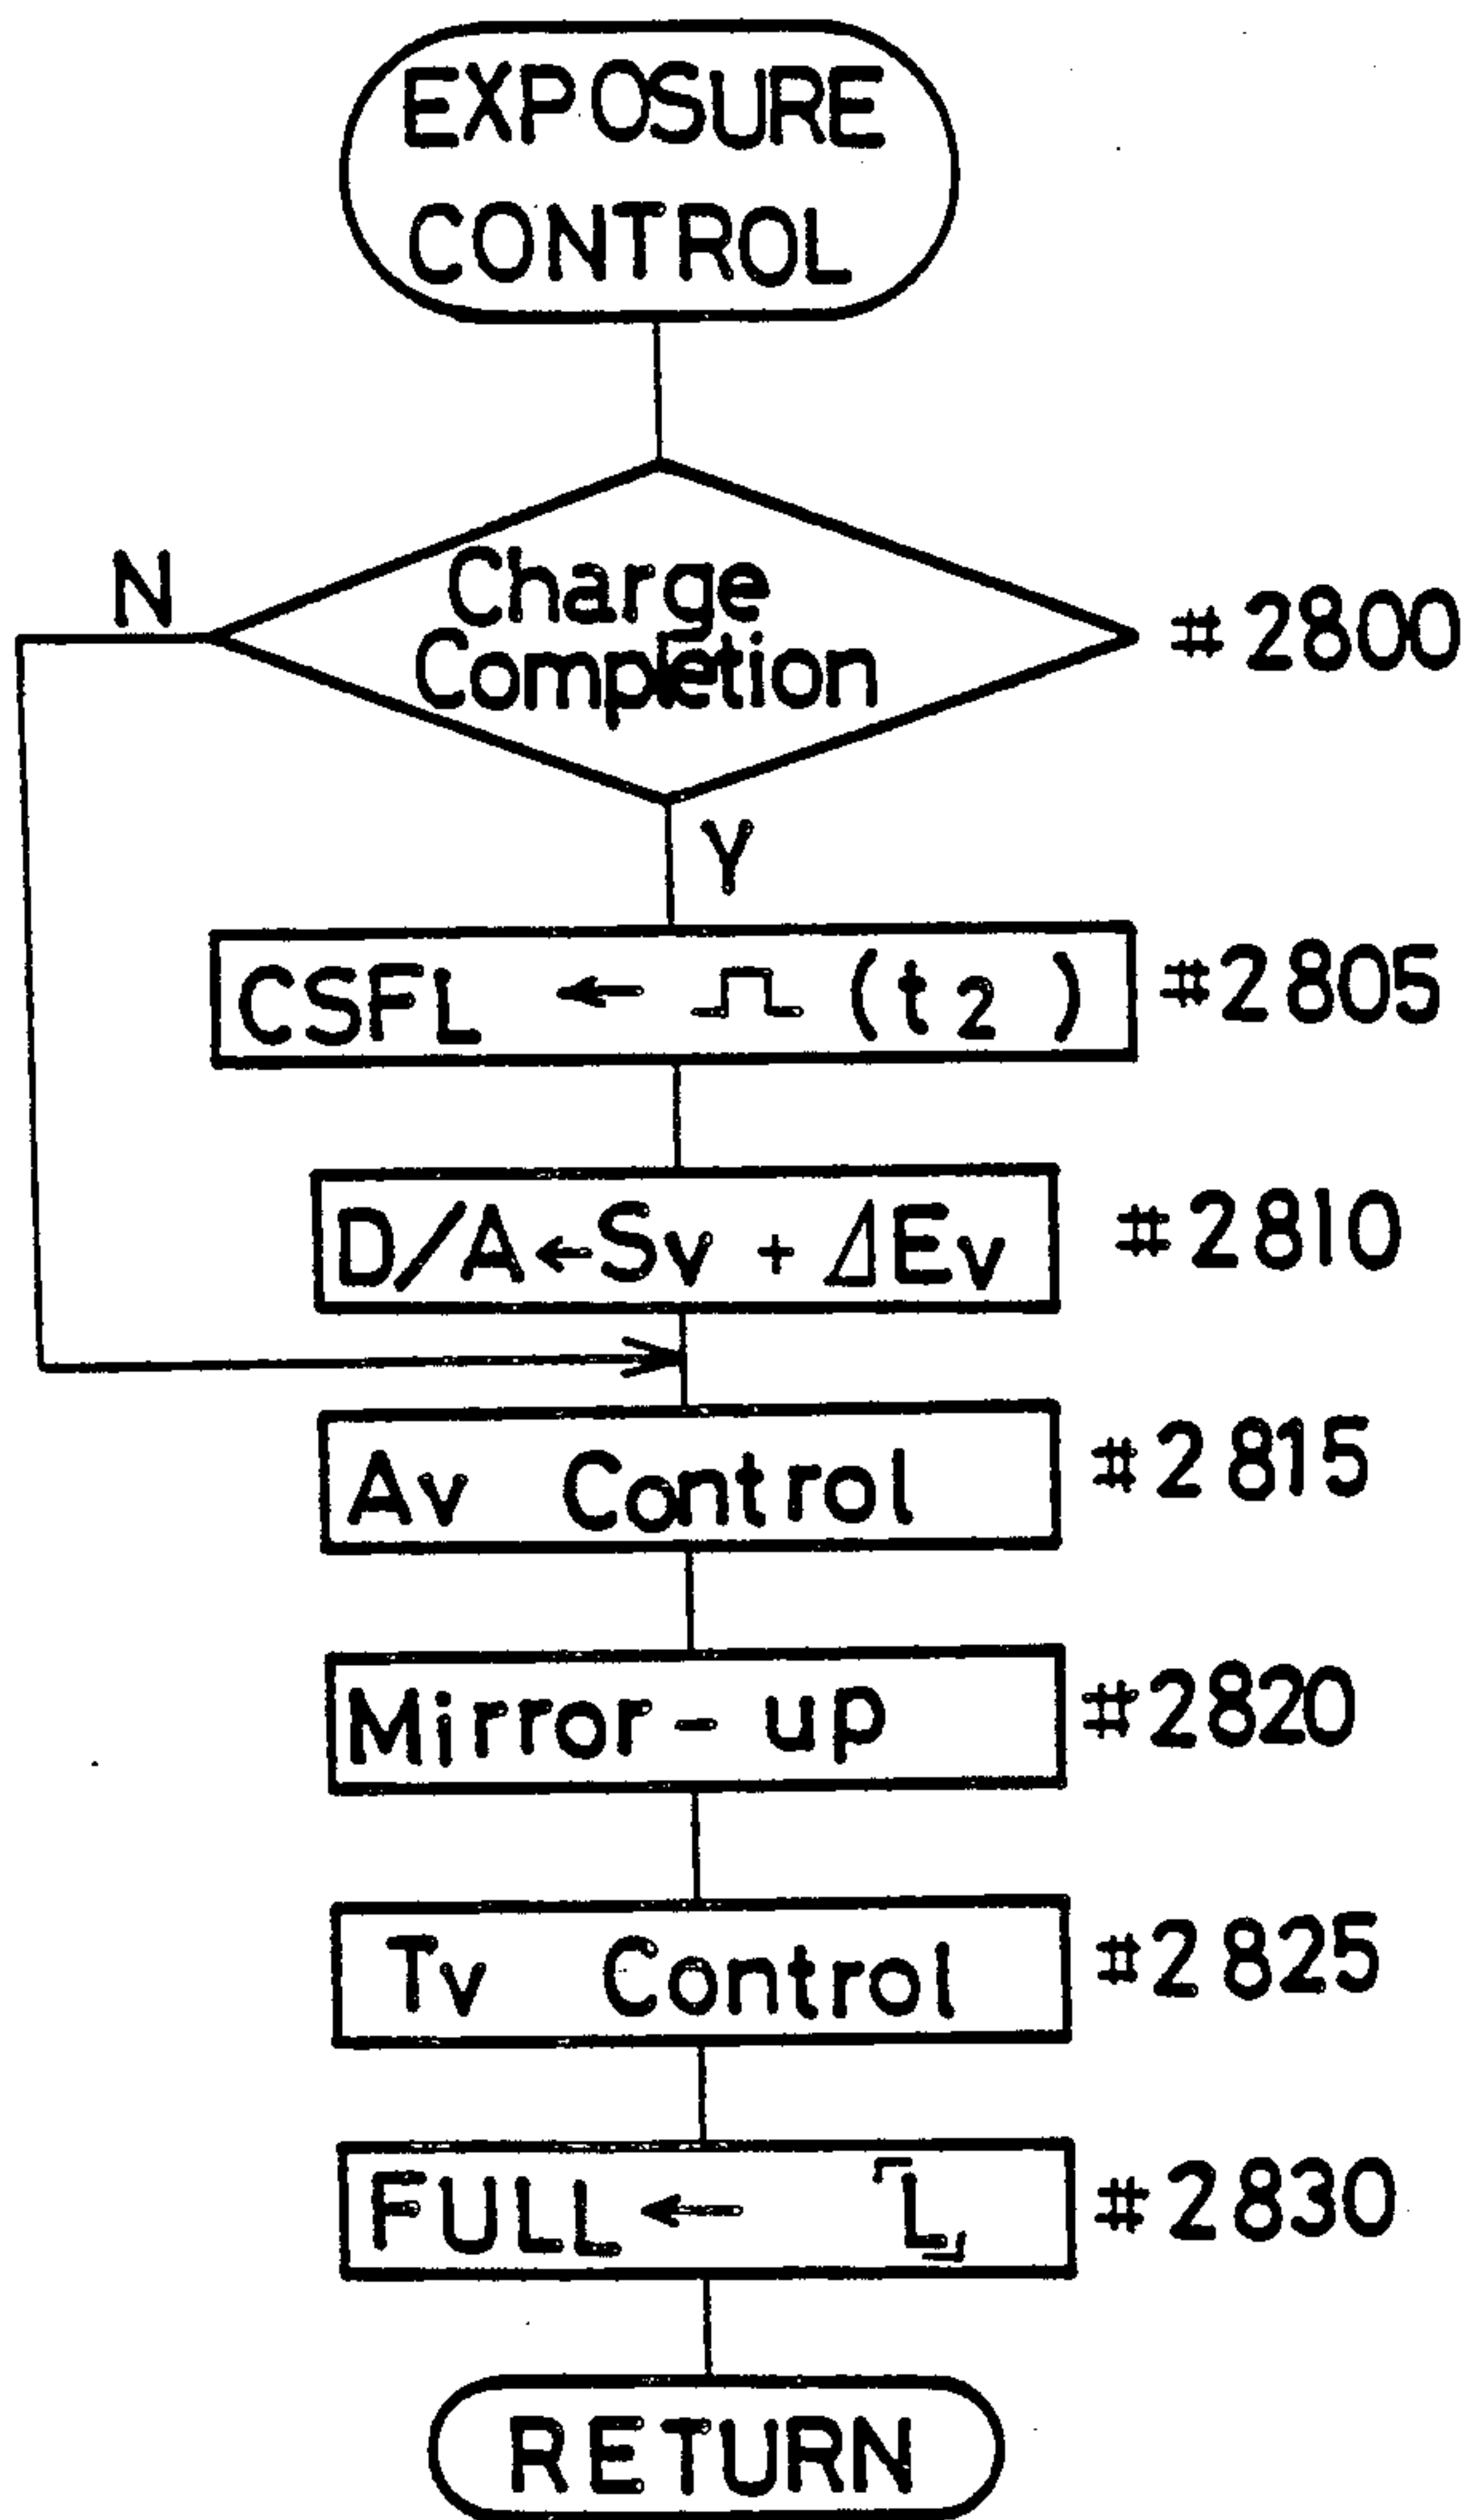 EXPOSURE
CONTROL
N
Charge
Completion
#2800
Y
CSFL ← (t2) #2805
D/A←Sv + ΔEv #2810
Av Control #2815
Mirror-up #2820
Tv Control #2825
FULL ← #2830
RETURN